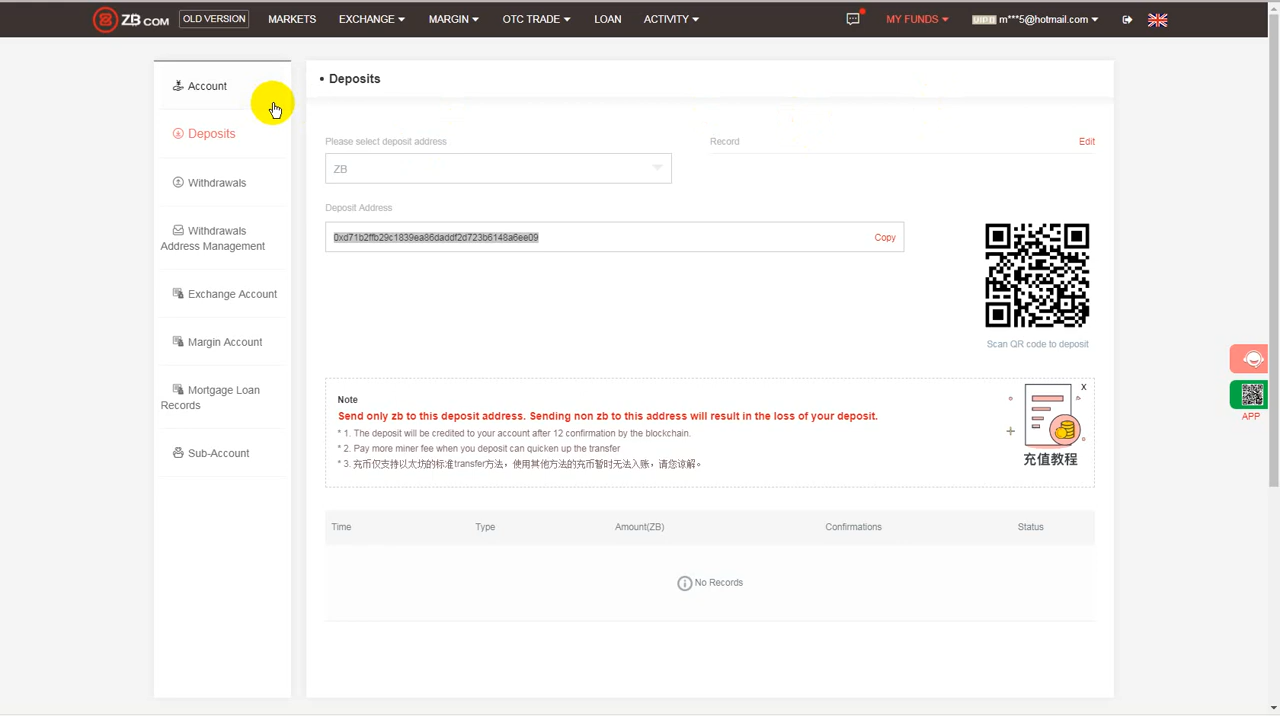 ZB.COM OLD VERSION MARKETS EXCHANGE MARGIN OTC TRADE LOAN ACTIVITY MY FUNDS VIP0 m***5@hotmail.com
Account
Deposits
Withdrawals
Withdrawals
Address Management
Exchange Account
Margin Account
Mortgage Loan
Records
Sub-Account
• Deposits
Please select deposit address
ZB
Record Edit
Deposit Address
0xd71b2ffb29c1839ea86daddf2d723b6148a6ee09 Copy
Scan QR code to deposit
Note
X
Send only zb to this deposit address. Sending non zb to this address will result in the loss of your deposit.
* 1. The deposit will be credited to your account after 12 confirmation by the blockchain.
* 2. Pay more miner fee when you deposit can quicken up the transfer
* 3. 充币仅支持以太坊的标准transfer方法，使用其他方法的充币暂时无法入账，请您谅解。
充值教程
Time Type Amount(ZB) Confirmations Status
No Records
APP